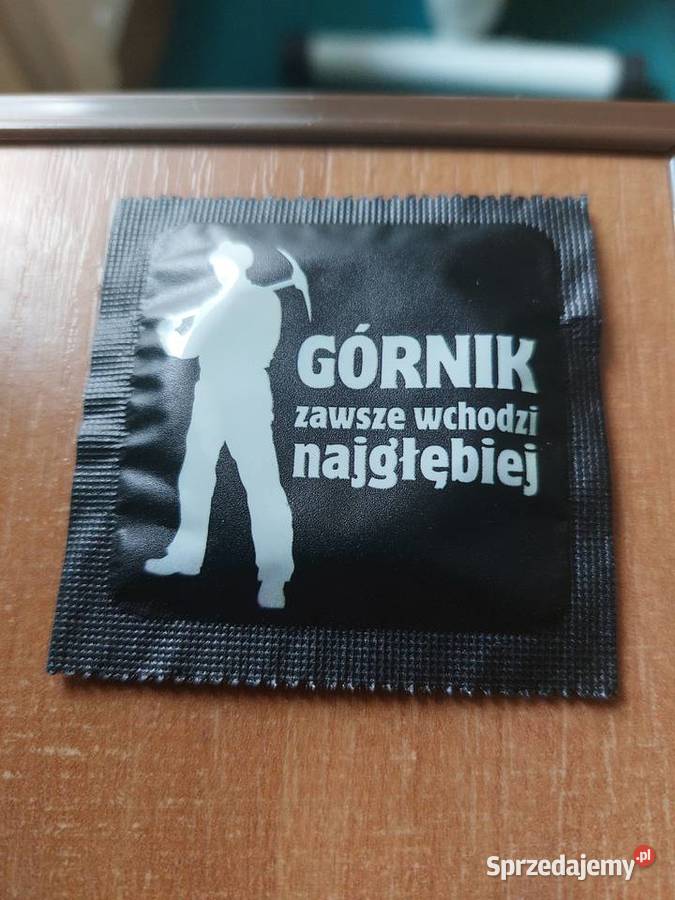 GÓRNIK
zawsze wchodzi
najgłębiej
Sprzedajemy.pl